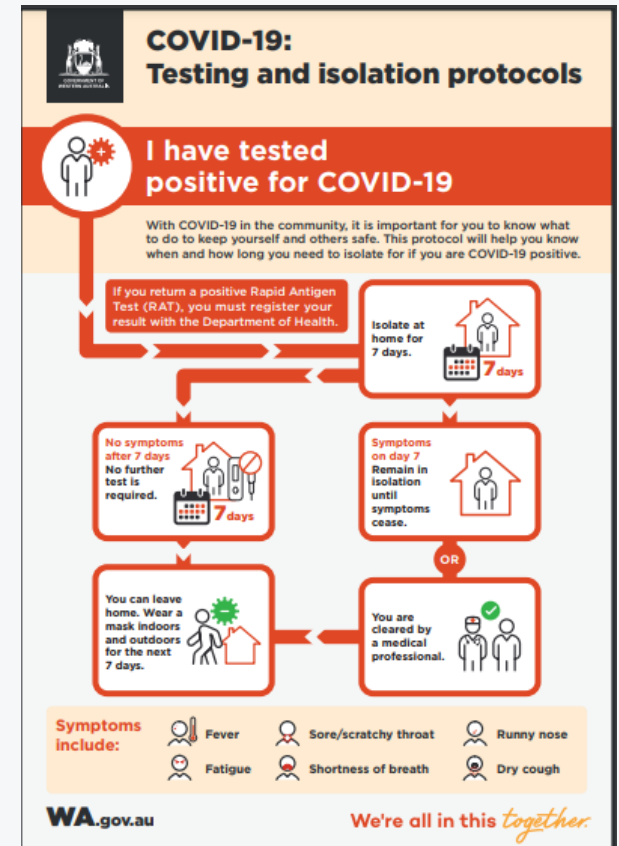 GOVERNMENT OF
WESTERN AUSTRALIA
COVID-19:
Testing and isolation protocols
I have tested
positive for COVID-19
With COVID-19 in the community, it is important for you to know what
to do to keep yourself and others safe. This protocol will help you know
when and how long you need to isolate for if you are COVID-19 positive.
If you return a positive Rapid Antigen
Test (RAT), you must register your
result with the Department of Health.
Isolate at
home for
7 days.
7 days
No symptoms
after 7 days
No further
test is
required.
7 days
Symptoms
on day 7
Remain in
isolation
until
symptoms
cease.
OR
You are
cleared by
a medical
professional.
You can leave
home. Wear a
mask indoors
and outdoors
for the next
7 days.
Symptoms
include:
Fever
Sore/scratchy throat
Runny nose
Fatigue
Shortness of breath
Dry cough
WA.gov.au
We're all in this together.